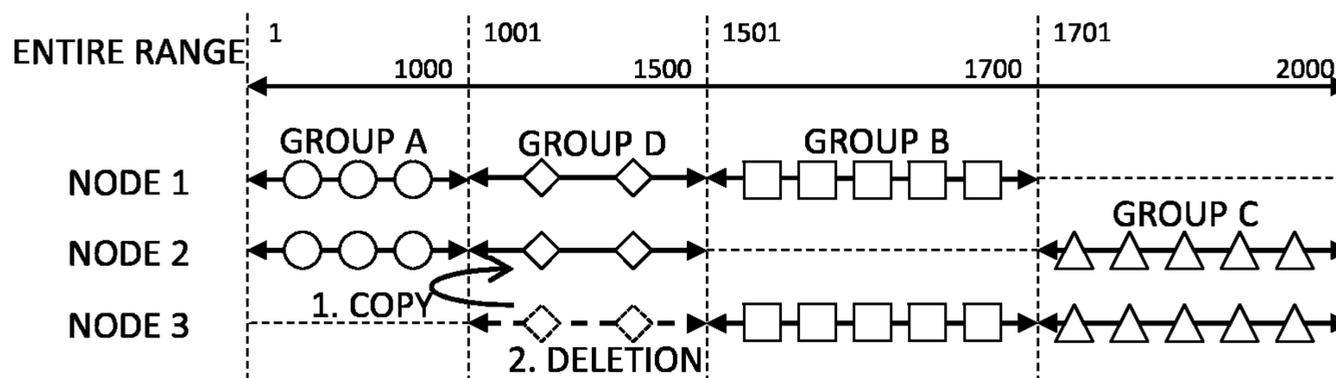 1 1001 1501 1701
ENTIRE RANGE
1000 1500 1700 2000
GROUP A GROUP D GROUP B
NODE 1
GROUP C
NODE 2
1. COPY
NODE 3
2. DELETION